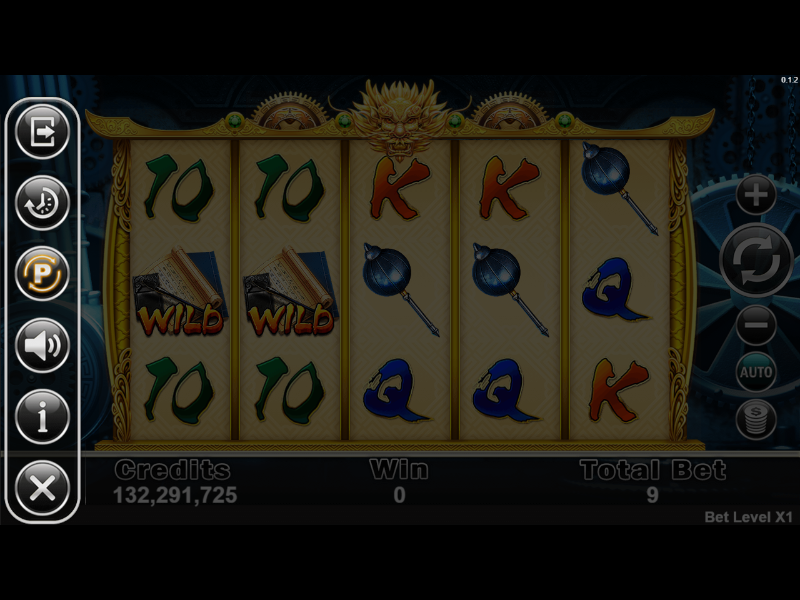 0.1.2
10 10 K K
WILD WILD Q
10 10 Q Q K
P
i
AUTO
$
Credits Win Total Bet
132,291,725 0 9
Bet Level X1